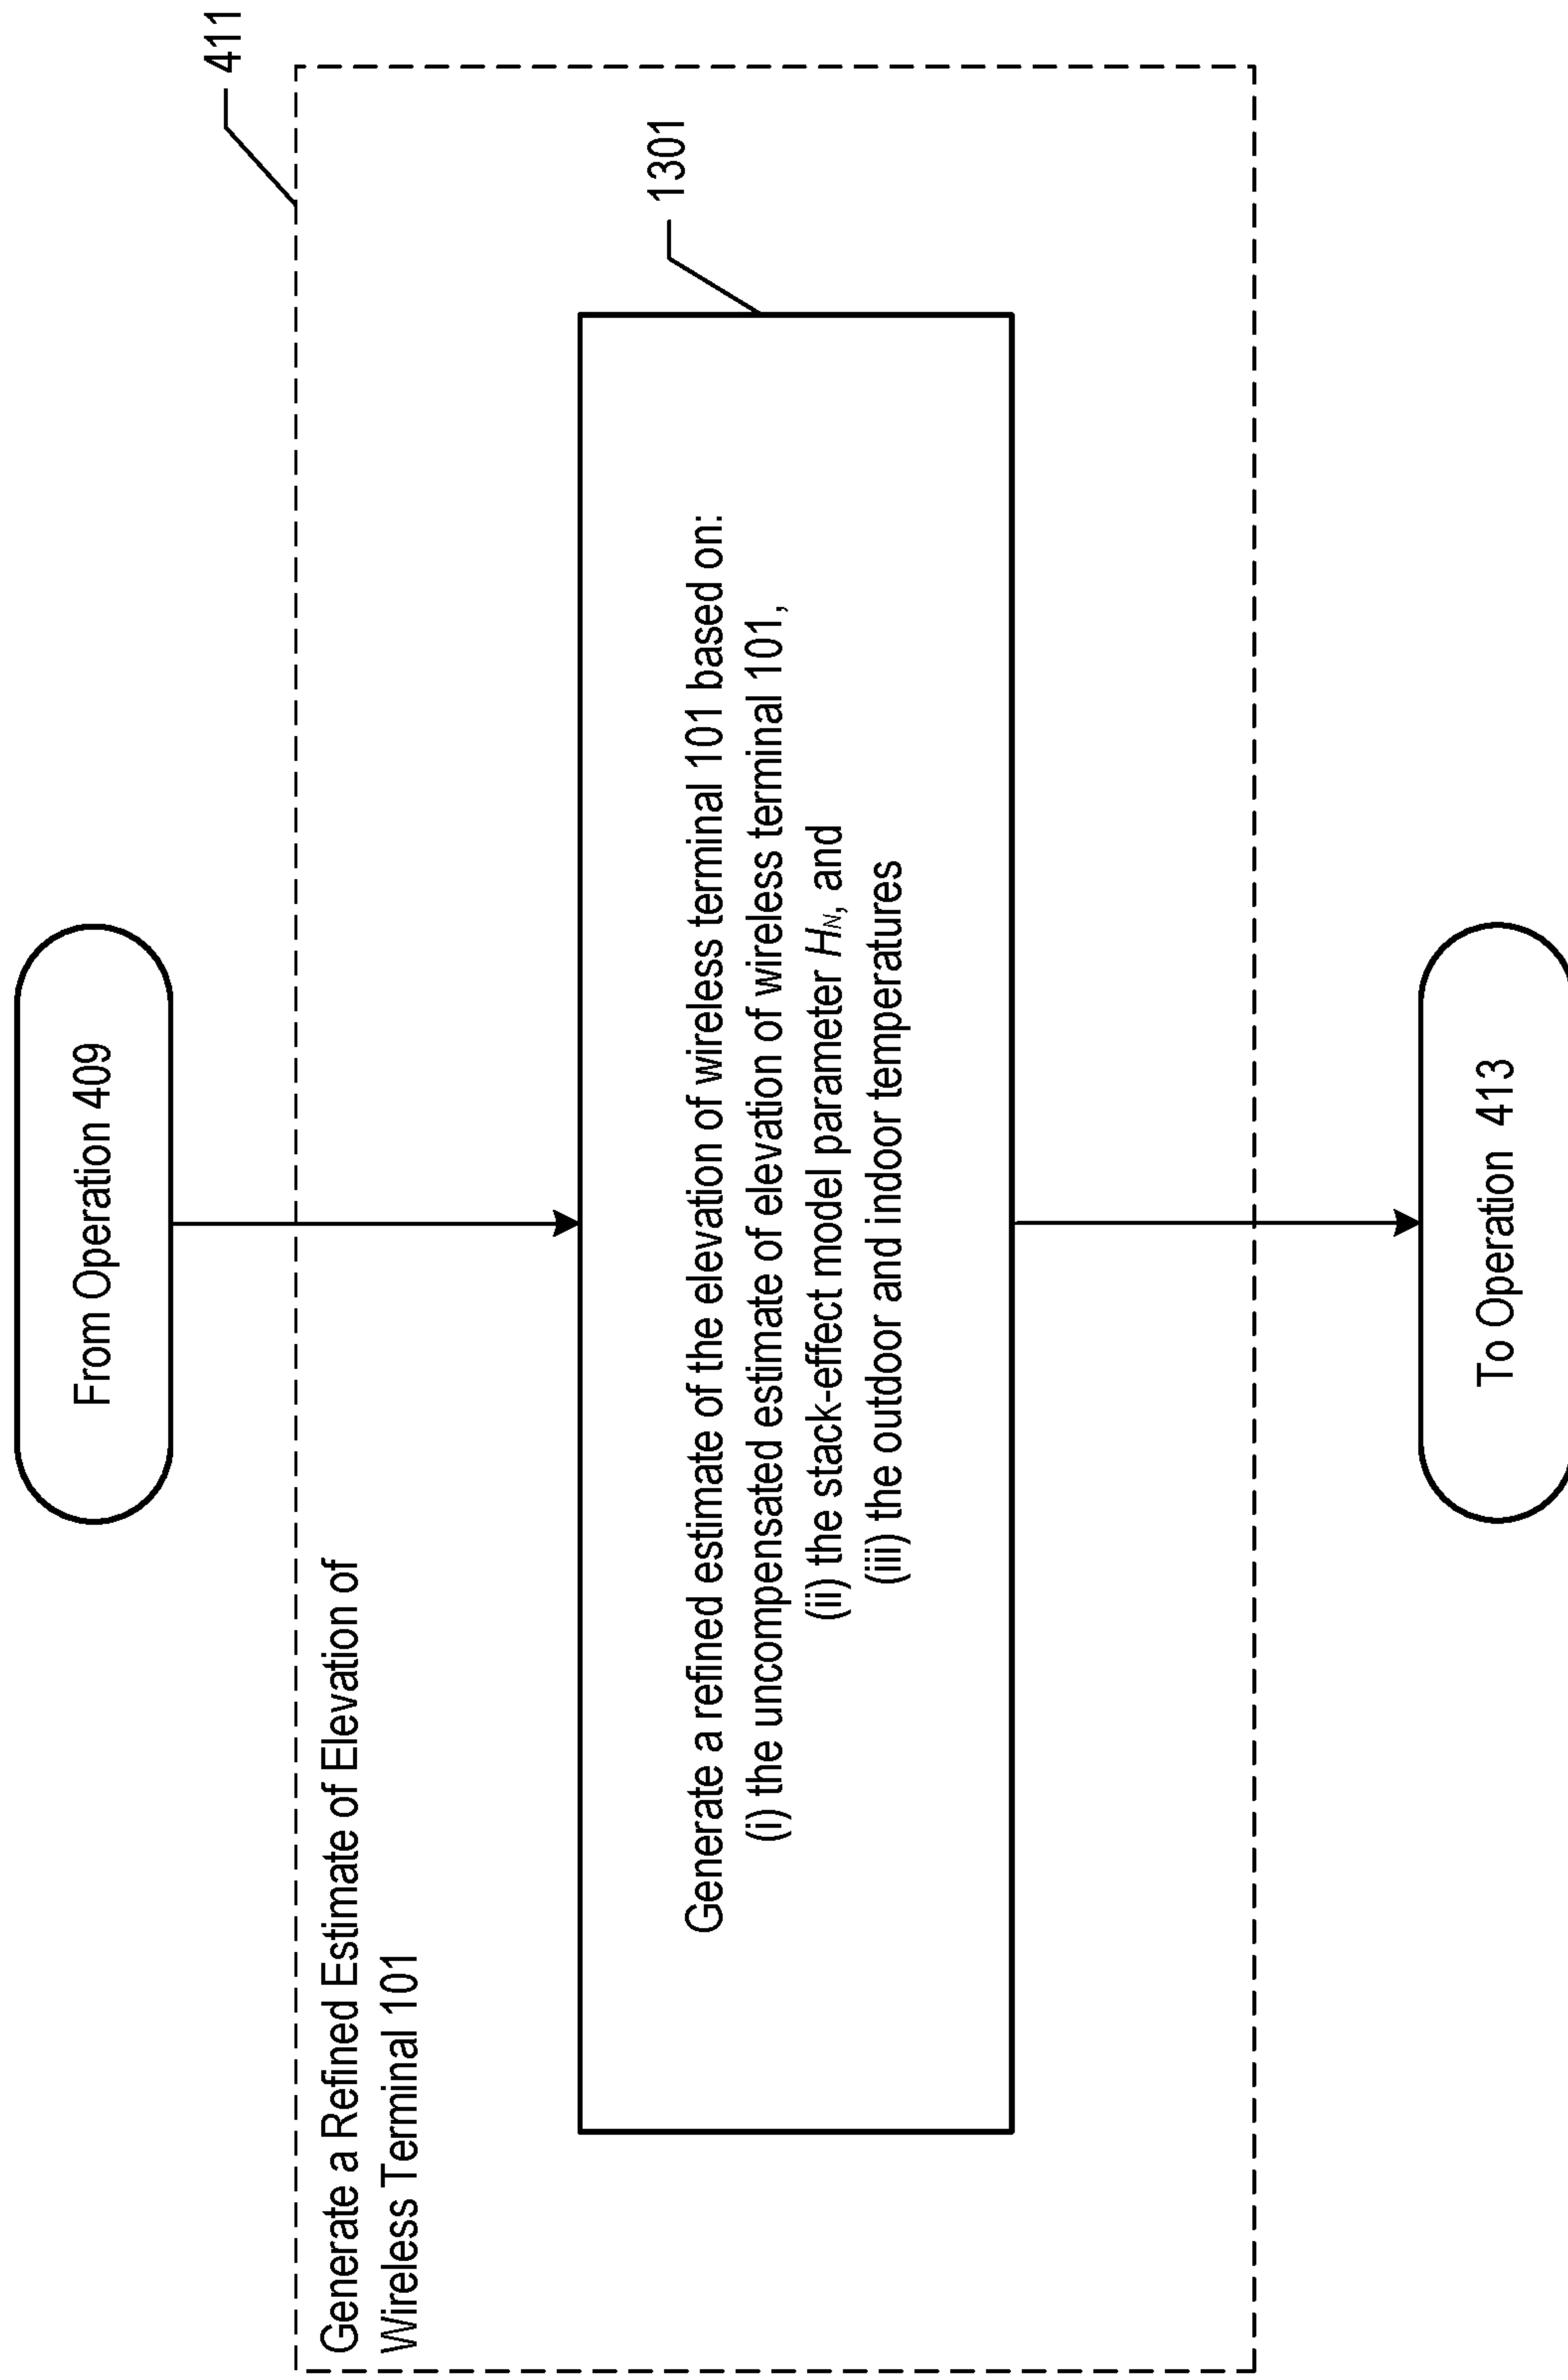 From Operation 409
411
Generate a Refined Estimate of Elevation of
Wireless Terminal 101
1301
Generate a refined estimate of the elevation of wireless terminal 101 based on:
(i) the uncompensated estimate of elevation of wireless terminal 101,
(ii) the stack-effect model parameter HN, and
(iii) the outdoor and indoor temperatures
To Operation 413